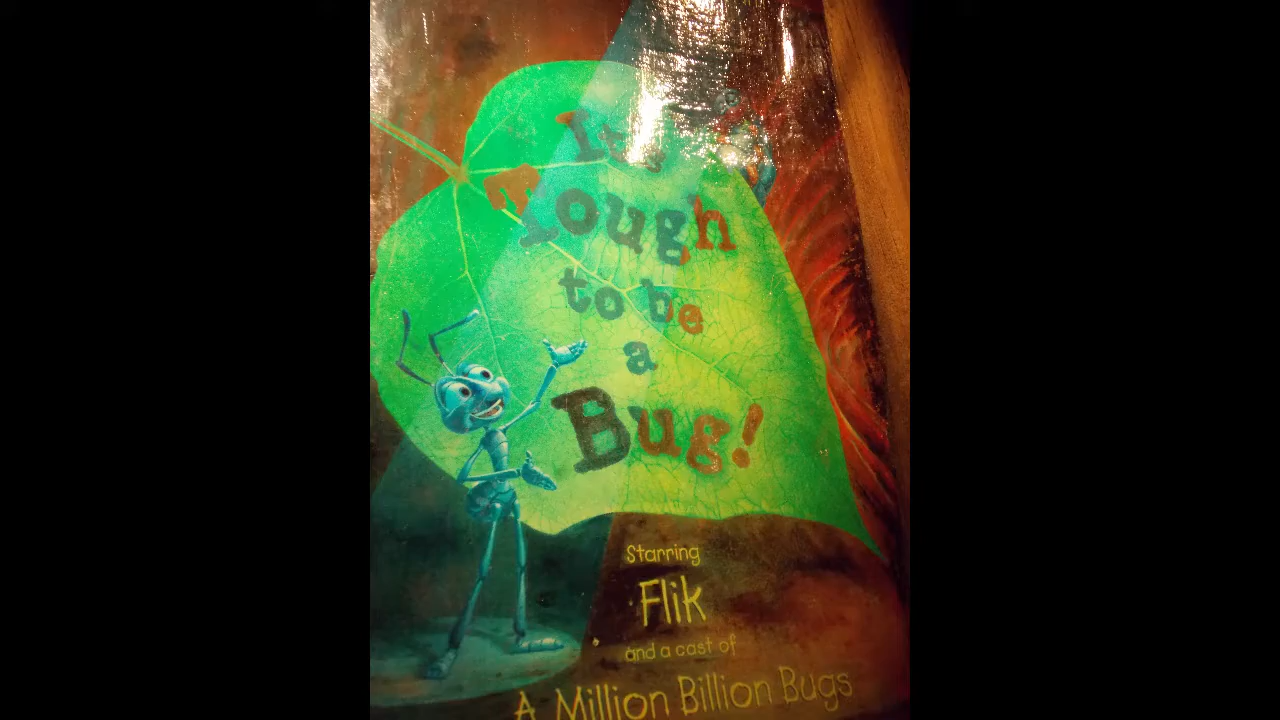 It's
Tough
to be
a
Bug!
Starring
Flik
and a cast of
A Million Billion Bugs